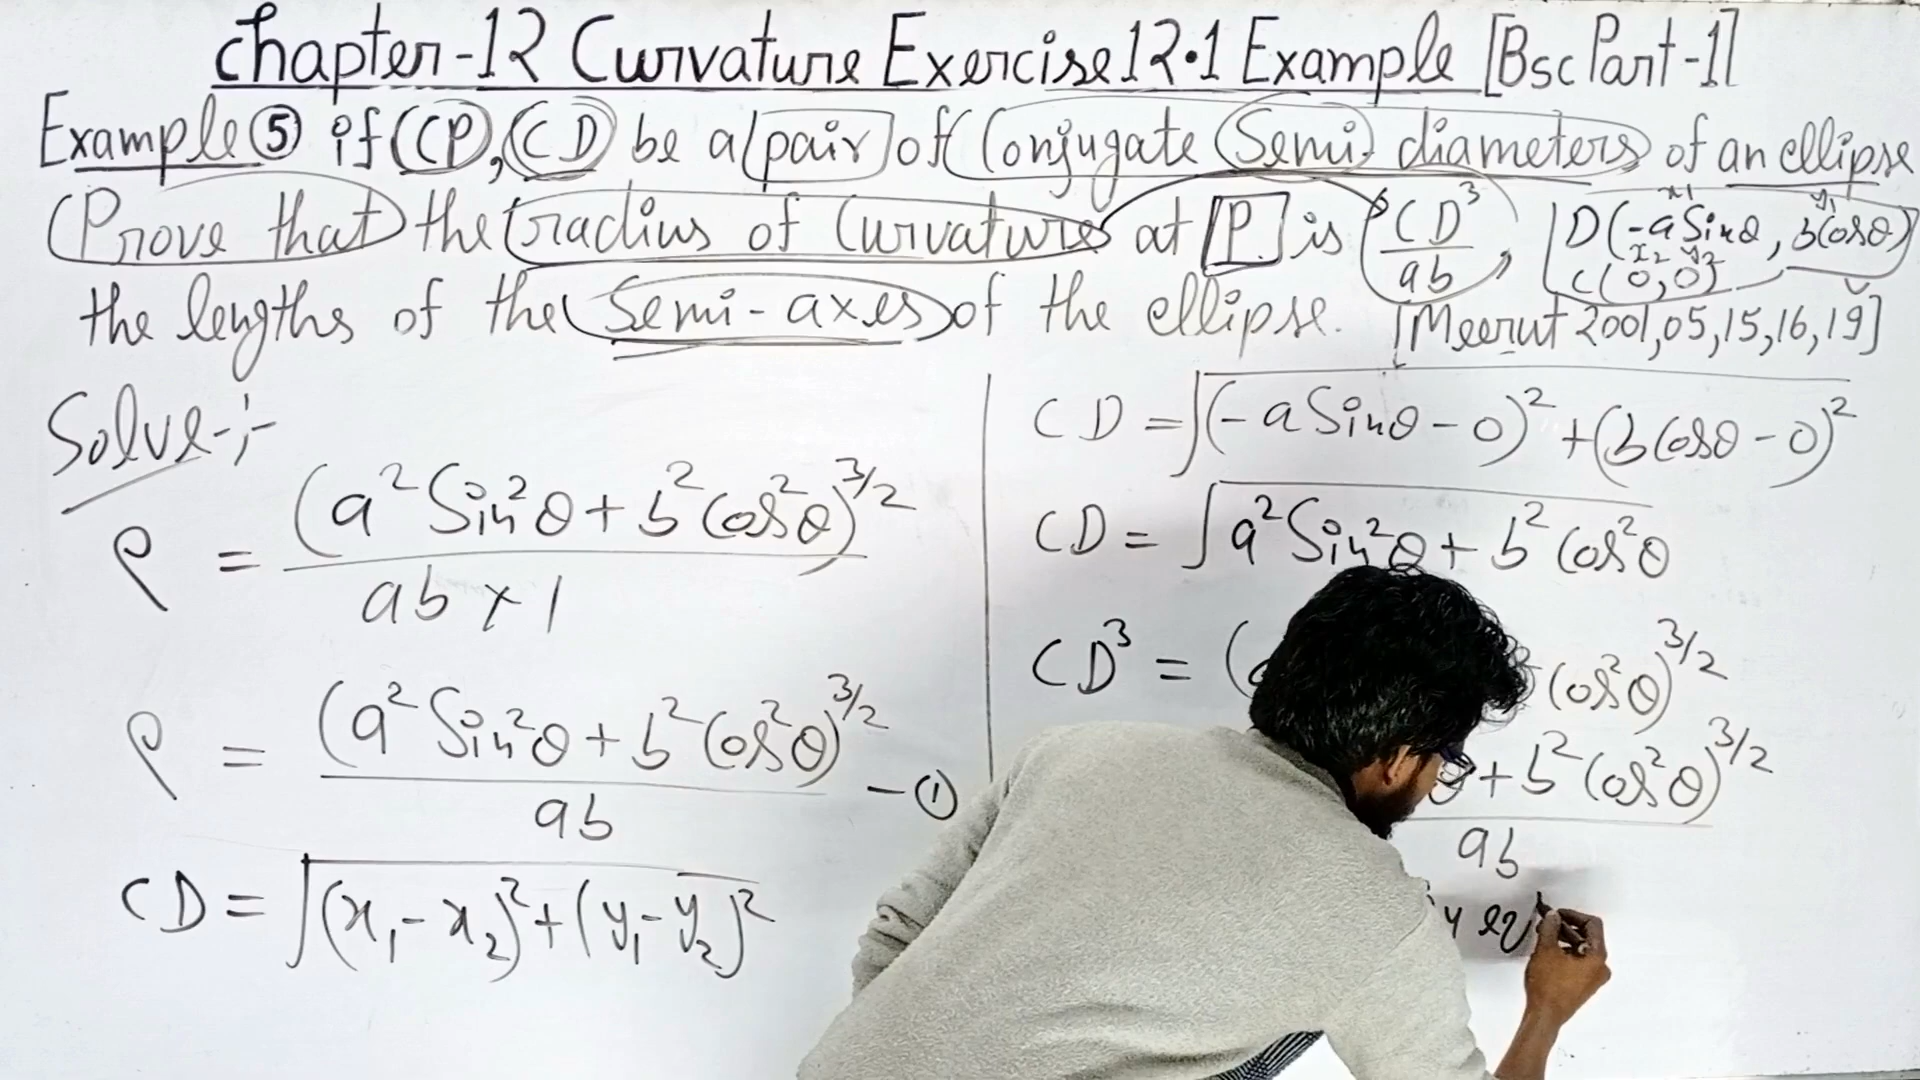 Chapter-12 Curvature Exercise 12.1 Example [Bsc Part-1]
Example ⑤ if CP, CD be a pair of Conjugate Semi-diameters of an ellipse
Prove that the radius of Curvature at P is CD³/ab,
x1 y1
D(-a Sinθ, b Cosθ)
x2 y2
C(0,0)
the lengths of the Semi-axes of the ellipse. [Meerut 2001,05,15,16,19]
Solve-:-
ρ = (a² Sin²θ + b² Cos²θ)^3/2 / ab × 1
ρ = (a² Sin²θ + b² Cos²θ)^3/2 / ab -①
CD = √(x₁ - x₂)² + (y₁ - y₂)²
CD = √(-a Sinθ - 0)² + (b Cosθ - 0)²
CD = √a² Sin²θ + b² Cos²θ
CD³ = ( Cos²θ)^3/2
θ + b² Cos²θ)^3/2
ab
y eq